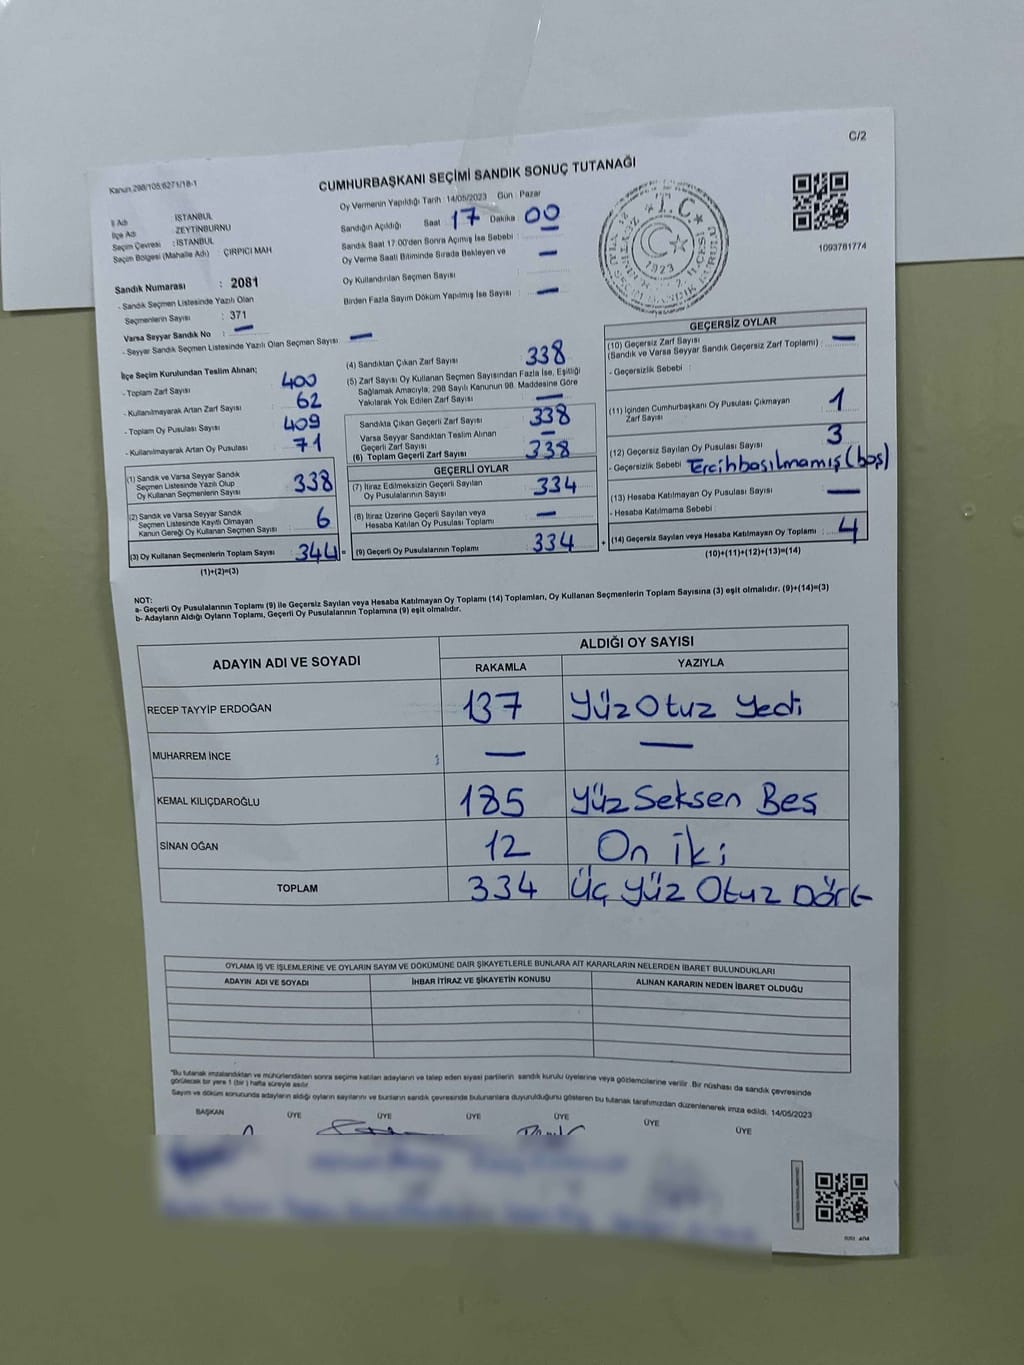 C/2
Kanun.298/105;6271/18-1
CUMHURBAŞKANI SEÇİMİ SANDIK SONUÇ TUTANAĞI
İl Adı : İSTANBUL
İlçe Adı : ZEYTİNBURNU
Seçim Çevresi : İSTANBUL
Seçim Bölgesi (Mahalle Adı) : ÇIRPICI MAH
Sandık Numarası : 2081
- Sandık Seçmen Listesinde Yazılı Olan
Seçmenlerin Sayısı : 371
Varsa Seyyar Sandık No : —
- Seyyar Sandık Seçmen Listesinde Yazılı Olan Seçmen Sayısı : —
Oy Vermenin Yapıldığı Tarih : 14/05/2023 Gün : Pazar
Sandığın Açıldığı Saat 17 Dakika 00
Sandık Saat 17.00'den Sonra Açılmış İse Sebebi :
Oy Verme Saati Bitiminde Sırada Bekleyen ve —
Oy Kullandırılan Seçmen Sayısı :
Birden Fazla Sayım Döküm Yapılmış İse Sayısı : —
T.C.
1923
1093781774
İlçe Seçim Kurulundan Teslim Alınan;
- Toplam Zarf Sayısı : 400
- Kullanılmayarak Artan Zarf Sayısı : 62
- Toplam Oy Pusulası Sayısı : 409
- Kullanılmayarak Artan Oy Pusulası : 71
(1) Sandık ve Varsa Seyyar Sandık
Seçmen Listesinde Yazılı Olup
Oy Kullanan Seçmenlerin Sayısı 338
(2) Sandık ve Varsa Seyyar Sandık
Seçmen Listesinde Kayıtlı Olmayan
Kanun Gereği Oy Kullanan Seçmen Sayısı 6
(3) Oy Kullanan Seçmenlerin Toplam Sayısı 344 =
(1)+(2)=(3)
(4) Sandıktan Çıkan Zarf Sayısı : 338
(5) Zarf Sayısı Oy Kullanan Seçmen Sayısından Fazla İse, Eşitliği
Sağlamak Amacıyla; 298 Sayılı Kanunun 98. Maddesine Göre
Yakılarak Yok Edilen Zarf Sayısı : —
Sandıkta Çıkan Geçerli Zarf Sayısı : 338
Varsa Seyyar Sandıktan Teslim Alınan
Geçerli Zarf Sayısı : —
(6) Toplam Geçerli Zarf Sayısı : 338
GEÇERLİ OYLAR
(7) İtiraz Edilmeksizin Geçerli Sayılan
Oy Pusulalarının Sayısı : 334
(8) İtiraz Üzerine Geçerli Sayılan veya
Hesaba Katılan Oy Pusulası Toplamı : —
(9) Geçerli Oy Pusulalarının Toplamı : 334 +
GEÇERSİZ OYLAR
(10) Geçersiz Zarf Sayısı
(Sandık ve Varsa Seyyar Sandık Geçersiz Zarf Toplamı) : —
- Geçersizlik Sebebi :
(11) İçinden Cumhurbaşkanı Oy Pusulası Çıkmayan
Zarf Sayısı : 1
(12) Geçersiz Sayılan Oy Pusulası Sayısı : 3
- Geçersizlik Sebebi : Tercih basılmamış (boş)
(13) Hesaba Katılmayan Oy Pusulası Sayısı : —
- Hesaba Katılmama Sebebi :
(14) Geçersiz Sayılan veya Hesaba Katılmayan Oy Toplamı : 4
(10)+(11)+(12)+(13)=(14)
NOT:
a- Geçerli Oy Pusulalarının Toplamı (9) ile Geçersiz Sayılan veya Hesaba Katılmayan Oy Toplamı (14) Toplamları, Oy Kullanan Seçmenlerin Toplam Sayısına (3) eşit olmalıdır. (9)+(14)=(3)
b- Adayların Aldığı Oyların Toplamı, Geçerli Oy Pusulalarının Toplamına (9) eşit olmalıdır.
ADAYIN ADI VE SOYADI ALDIĞI OY SAYISI
RAKAMLA YAZIYLA
RECEP TAYYİP ERDOĞAN 137 Yüz Otuz Yedi
MUHARREM İNCE — —
KEMAL KILIÇDAROĞLU 185 Yüz Seksen Beş
SİNAN OĞAN 12 On iki
TOPLAM 334 Üç Yüz Otuz Dört
OYLAMA İŞ VE İŞLEMLERİNE VE OYLARIN SAYIM VE DÖKÜMÜNE DAİR ŞİKAYETLERLE BUNLARA AİT KARARLARIN NELERDEN İBARET BULUNDUKLARI
ADAYIN ADI VE SOYADI İHBAR İTİRAZ VE ŞİKAYETİN KONUSU ALINAN KARARIN NEDEN İBARET OLDUĞU
*Bu tutanak imzalandıktan ve mühürlendikten sonra seçime katılan adayların ve talep eden siyasi partilerin sandık kurulu üyelerine veya gözlemcilerine verilir. Bir nüshası da sandık çevresinde
görülecek bir yere 1 (bir) hafta süreyle asılır.
Sayım ve döküm sonucunda adayların aldığı oyların sayılarını ve bunların sandık çevresinde bulunanlara duyurulduğunu gösteren bu tutanak tarafımızdan düzenlenerek imza edildi. 14/05/2023
BAŞKAN ÜYE ÜYE ÜYE ÜYE ÜYE ÜYE